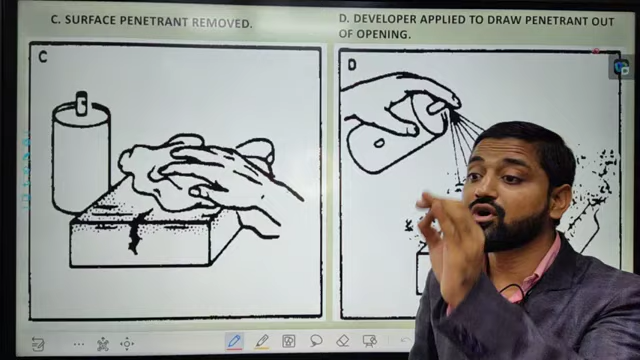 C. SURFACE PENETRANT REMOVED.
D. DEVELOPER APPLIED TO DRAW PENETRANT OUT
OF OPENING.
C
D